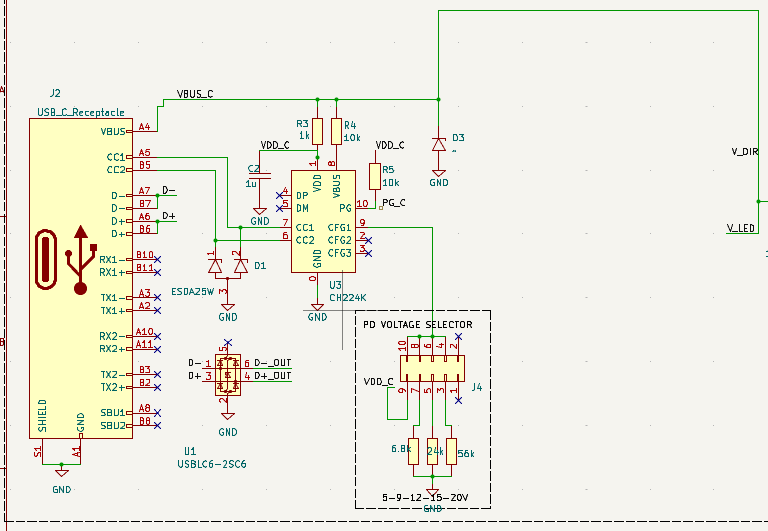 J2
USB_C_Receptacle
VBUS_C
VBUS
A4
CC1
A5
CC2
B5
D-
A7
D-
D-
B7
D+
A6
D+
D+
B6
RX1-
B10
RX1+
B11
TX1-
A3
TX1+
A2
RX2-
A10
RX2+
A11
TX2-
B3
TX2+
B2
SBU1
A8
SBU2
B8
SHIELD
GND
S1
A1
GND
R3
1k
R4
10k
VDD_C
C2
1u
GND
VDD_C
R5
10k
PG_C
1
8
VDD
VBUS
4
DP
5
DM
PG
10
7
CC1
CFG1
9
6
CC2
CFG2
2
CFG3
3
GND
0
U3
CH224K
GND
D3
GND
V_DIR
V_LED
1
2
D1
ESDA25W
3
GND
5
D-
1
6
D-_OUT
D+
3
4
D+_OUT
2
GND
U1
USBLC6-2SC6
PD VOLTAGE SELECTOR
10
8
6
4
2
J4
VDD_C
9
7
5
3
1
6.8k
24k
56k
5-9-12-15-20V
GND